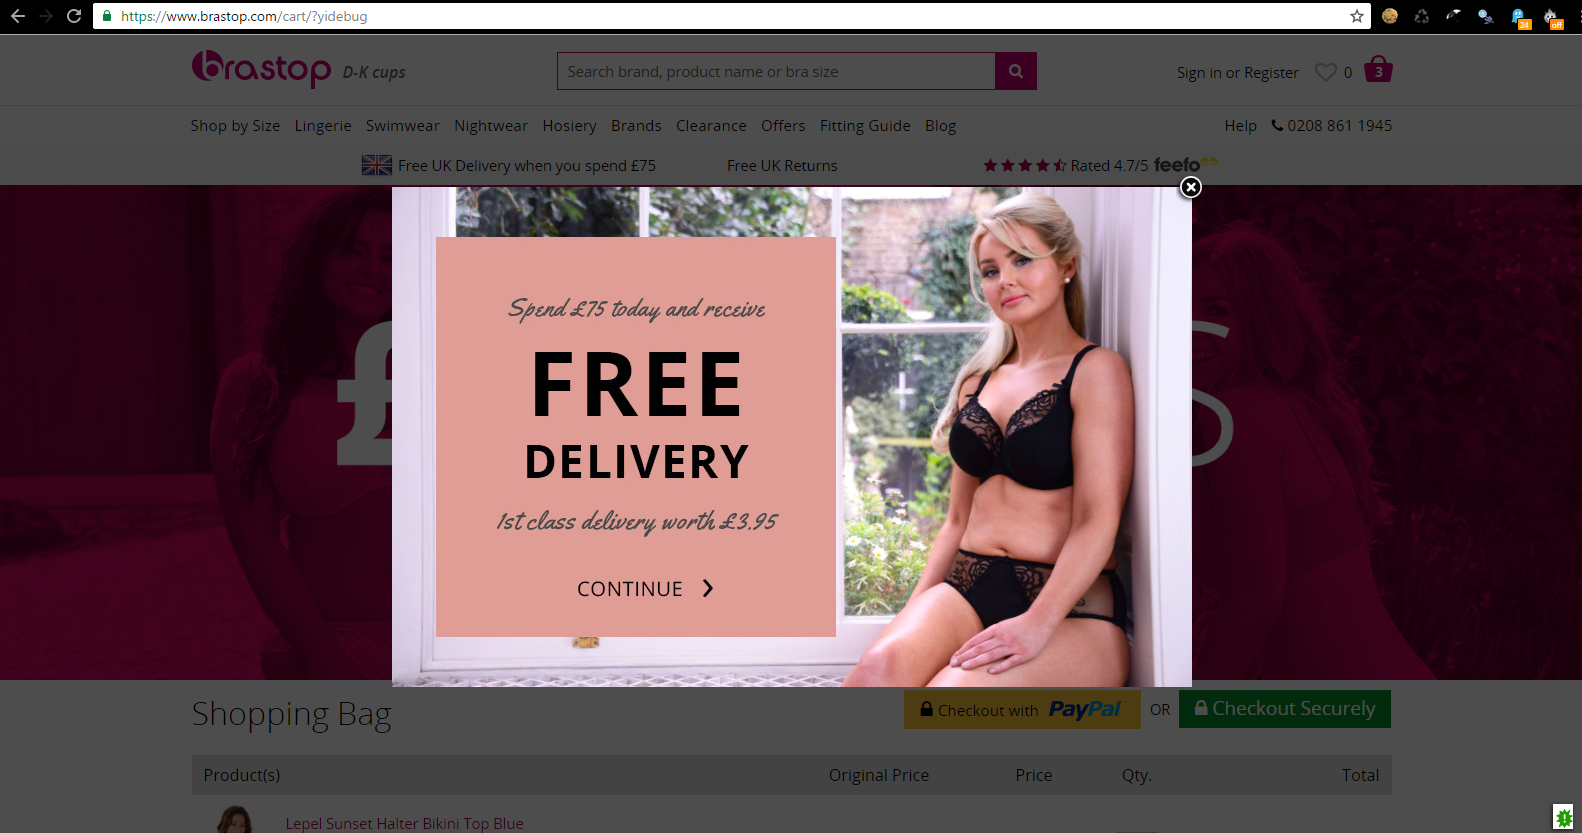 https://www.brastop.com/cart/?yidebug
24
off
brastop D-K cups
Search brand, product name or bra size
Sign in or Register 0 3
Shop by Size Lingerie Swimwear Nightwear Hosiery Brands Clearance Offers Fitting Guide Blog Help 0208 861 1945
Free UK Delivery when you spend £75 Free UK Returns Rated 4.7/5 feefo
£
S
Spend £75 today and receive
FREE
DELIVERY
1st class delivery worth £3.95
CONTINUE
Shopping Bag
Checkout with PayPal OR Checkout Securely
Product(s) Original Price Price Qty. Total
Lepel Sunset Halter Bikini Top Blue